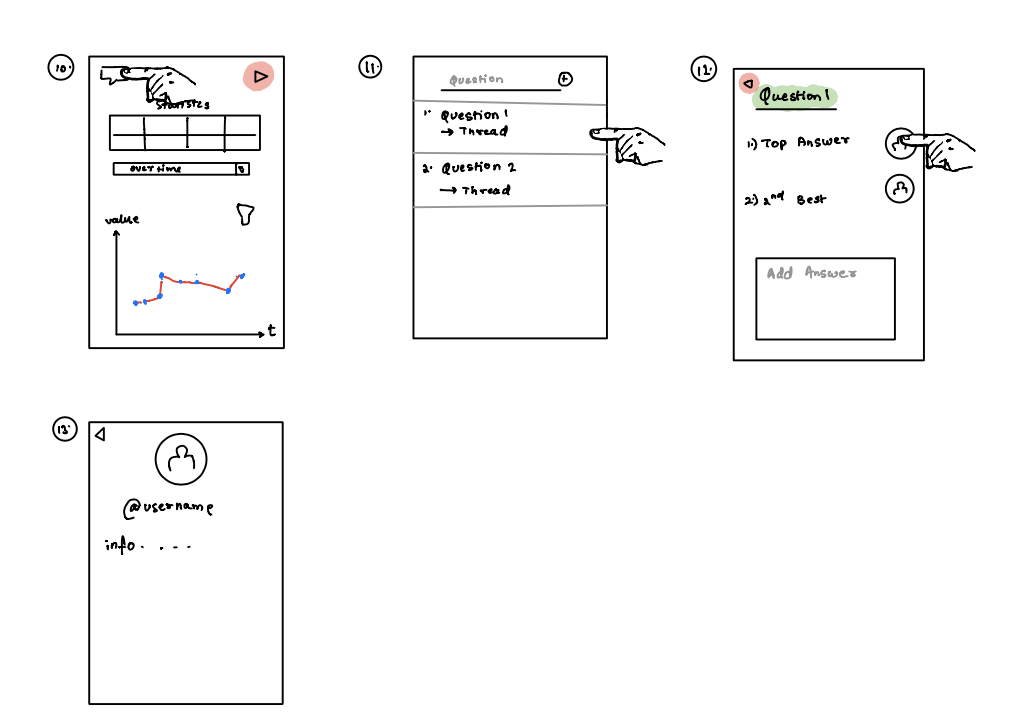 10.
Statistics
over time
value
t
11.
Question
1. Question 1
→ Thread
2. Question 2
→ Thread
12.
Question 1
1.) Top Answer
2.) 2nd Best
Add Answer
13.
@username
info. . . . .